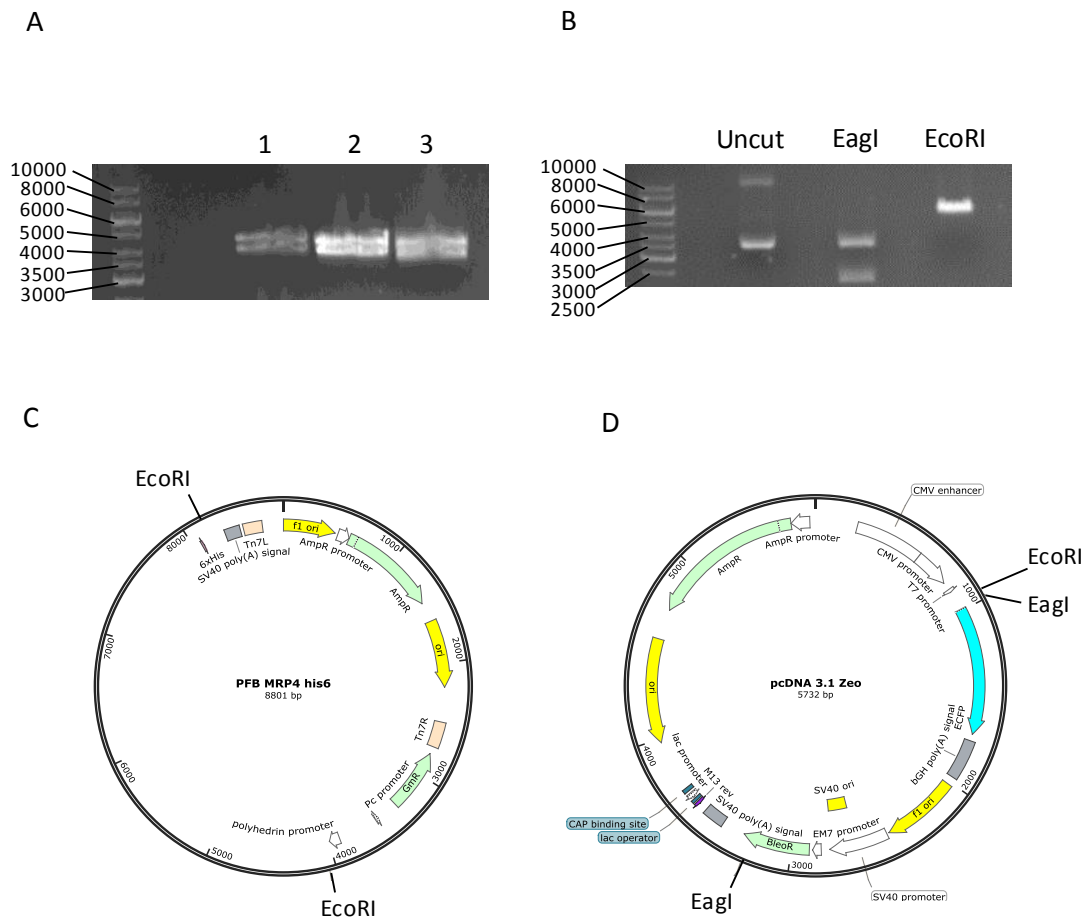 A
B
1 2 3
10000
8000
6000
5000
4000
3500
3000
Uncut EagI EcoRI
10000
8000
6000
5000
4000
3500
3000
2500
C
D
EcoRI
8000
6xHis
SV40 poly(A) signal
Tn7L
f1 ori
AmpR promoter
1000
AmpR
ori
2000
Tn7R
3000
GmR
Pc promoter
polyhedrin promoter
4000
5000
6000
7000
PFB MRP4 his6
8801 bp
EcoRI
CMV enhancer
CMV promoter
T7 promoter
1000
EcoRI
EagI
ECFP
bGH poly(A) signal
2000
f1 ori
SV40 ori
SV40 promoter
EM7 promoter
3000
BleoR
SV40 poly(A) signal
EagI
M13 rev
lac promoter
CAP binding site
lac operator
4000
ori
5000
AmpR
AmpR promoter
pcDNA 3.1 Zeo
5732 bp